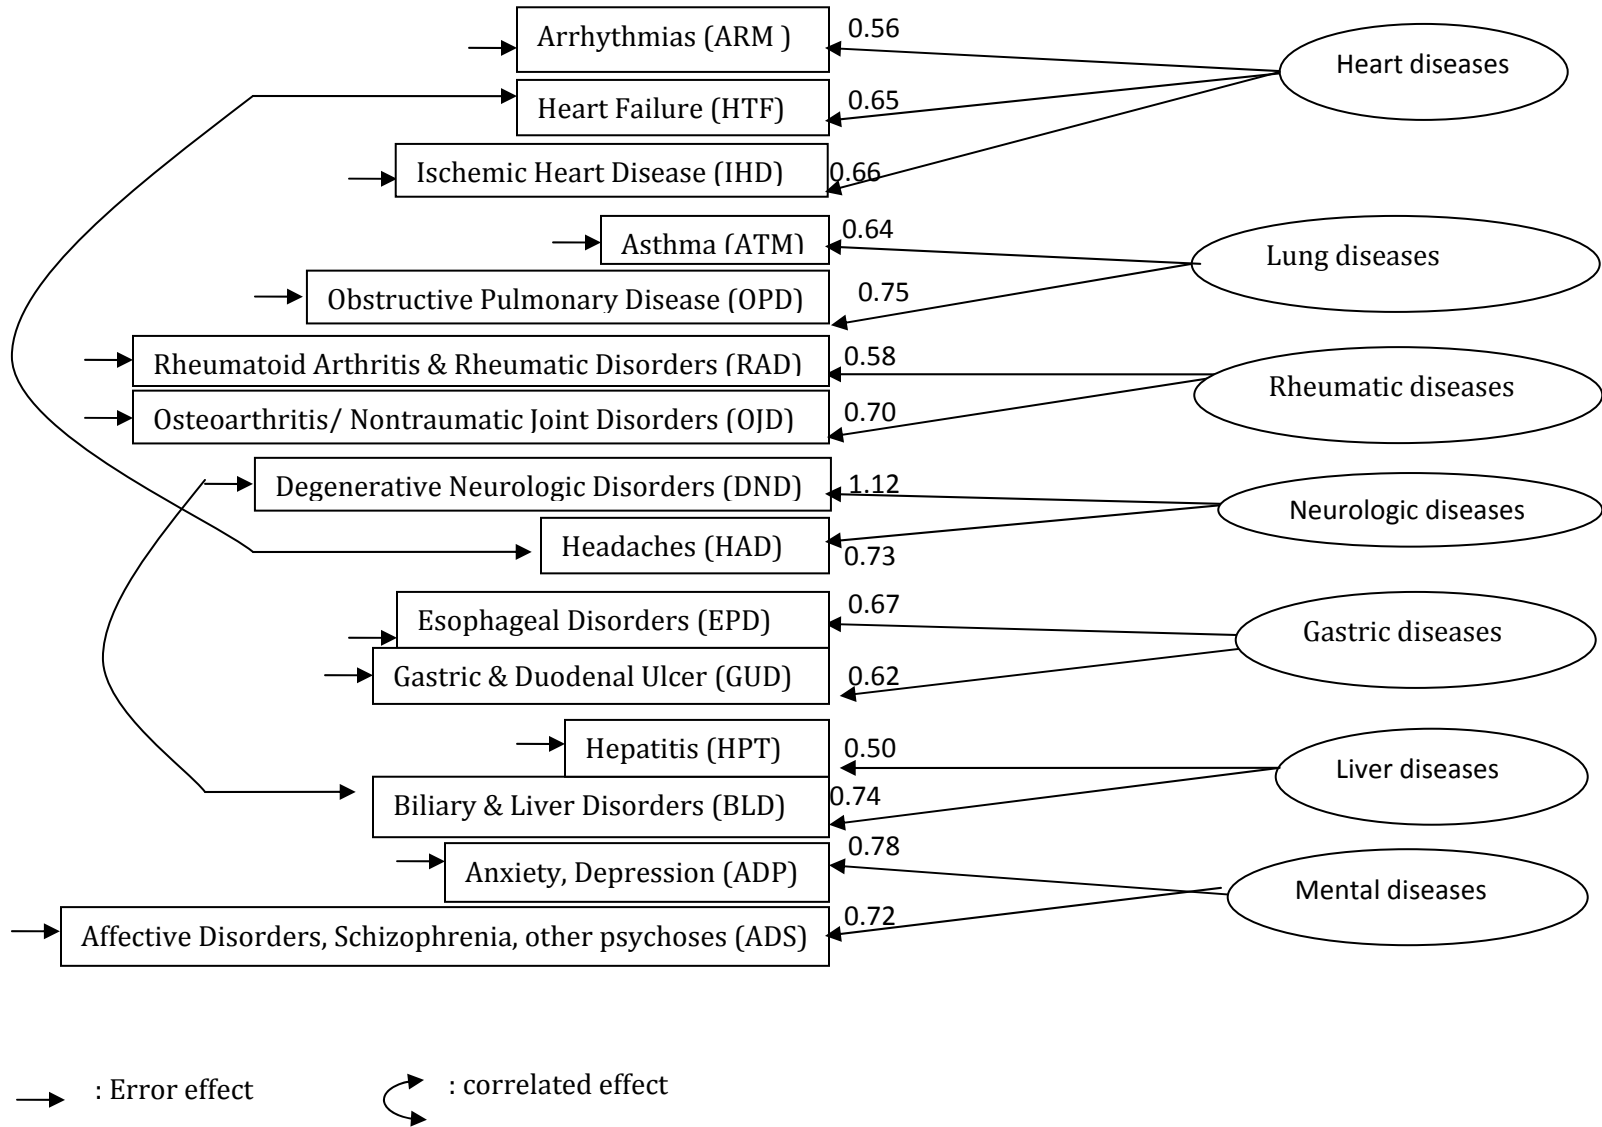 Arrhythmias (ARM )
0.56
Heart diseases
Heart Failure (HTF)
0.65
Ischemic Heart Disease (IHD)
0.66
Asthma (ATM)
0.64
Lung diseases
Obstructive Pulmonary Disease (OPD)
0.75
Rheumatoid Arthritis & Rheumatic Disorders (RAD)
0.58
Rheumatic diseases
Osteoarthritis/ Nontraumatic Joint Disorders (OJD)
0.70
Degenerative Neurologic Disorders (DND)
1.12
Neurologic diseases
Headaches (HAD)
0.73
Esophageal Disorders (EPD)
0.67
Gastric diseases
Gastric & Duodenal Ulcer (GUD)
0.62
Hepatitis (HPT)
0.50
Liver diseases
Biliary & Liver Disorders (BLD)
0.74
Anxiety, Depression (ADP)
0.78
Mental diseases
Affective Disorders, Schizophrenia, other psychoses (ADS)
0.72
: Error effect
: correlated effect